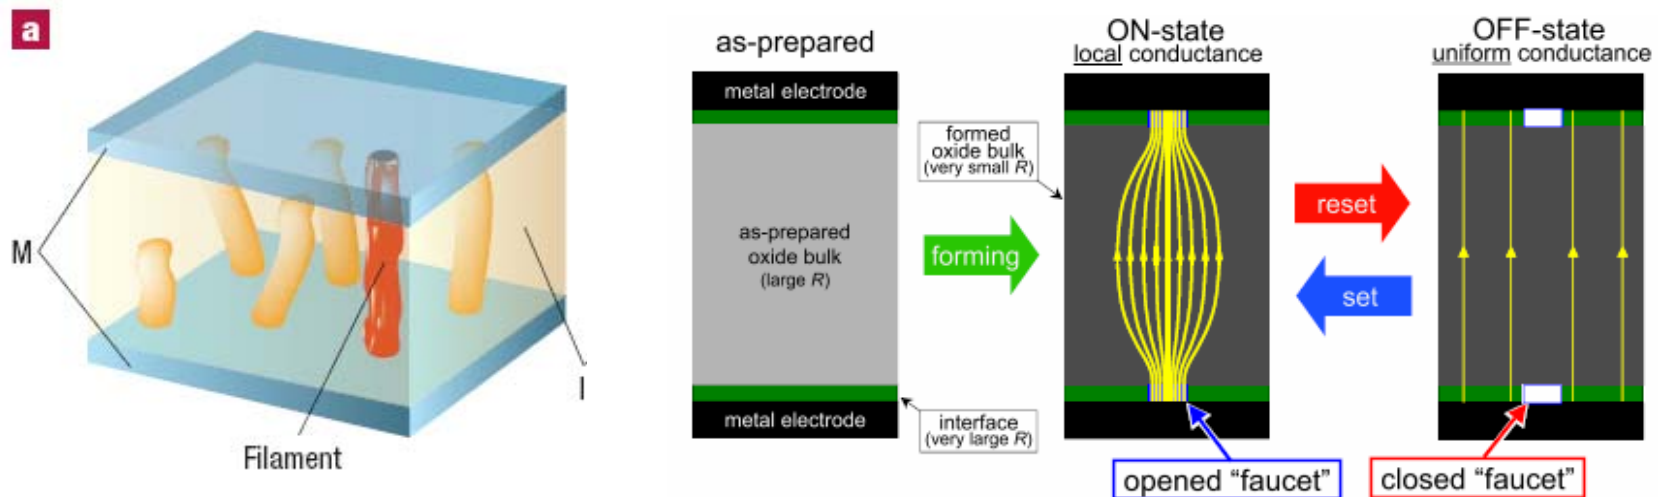 a
M
I
Filament
as-prepared
metal electrode
as-prepared
oxide bulk
(large R)
metal electrode
forming
formed
oxide bulk
(very small R)
interface
(very large R)
ON-state
local conductance
opened “faucet”
reset
set
OFF-state
uniform conductance
closed “faucet”